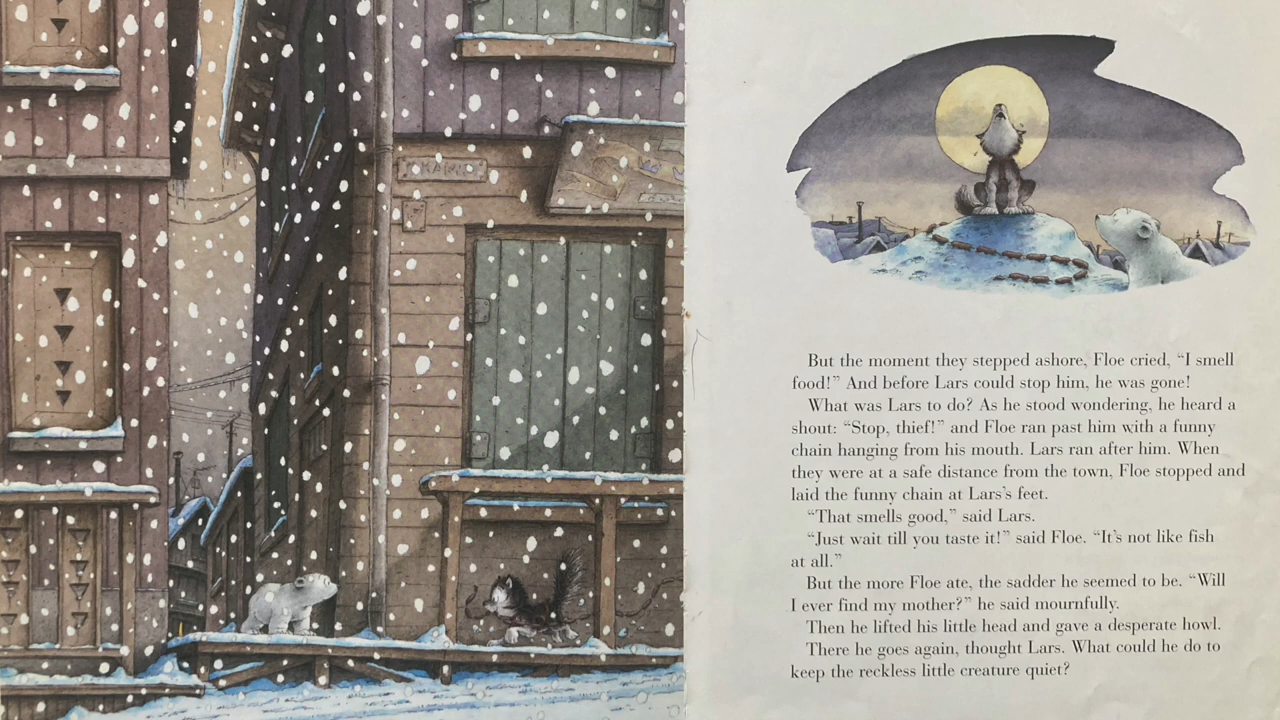 But the moment they stepped ashore, Floe cried, “I smell
food!” And before Lars could stop him, he was gone!
What was Lars to do? As he stood wondering, he heard a
shout: “Stop, thief!” and Floe ran past him with a funny
chain hanging from his mouth. Lars ran after him. When
they were at a safe distance from the town, Floe stopped and
laid the funny chain at Lars’s feet.
“That smells good,” said Lars.
“Just wait till you taste it!” said Floe. “It’s not like fish
at all.”
But the more Floe ate, the sadder he seemed to be. “Will
I ever find my mother?” he said mournfully.
Then he lifted his little head and gave a desperate howl.
There he goes again, thought Lars. What could he do to
keep the reckless little creature quiet?